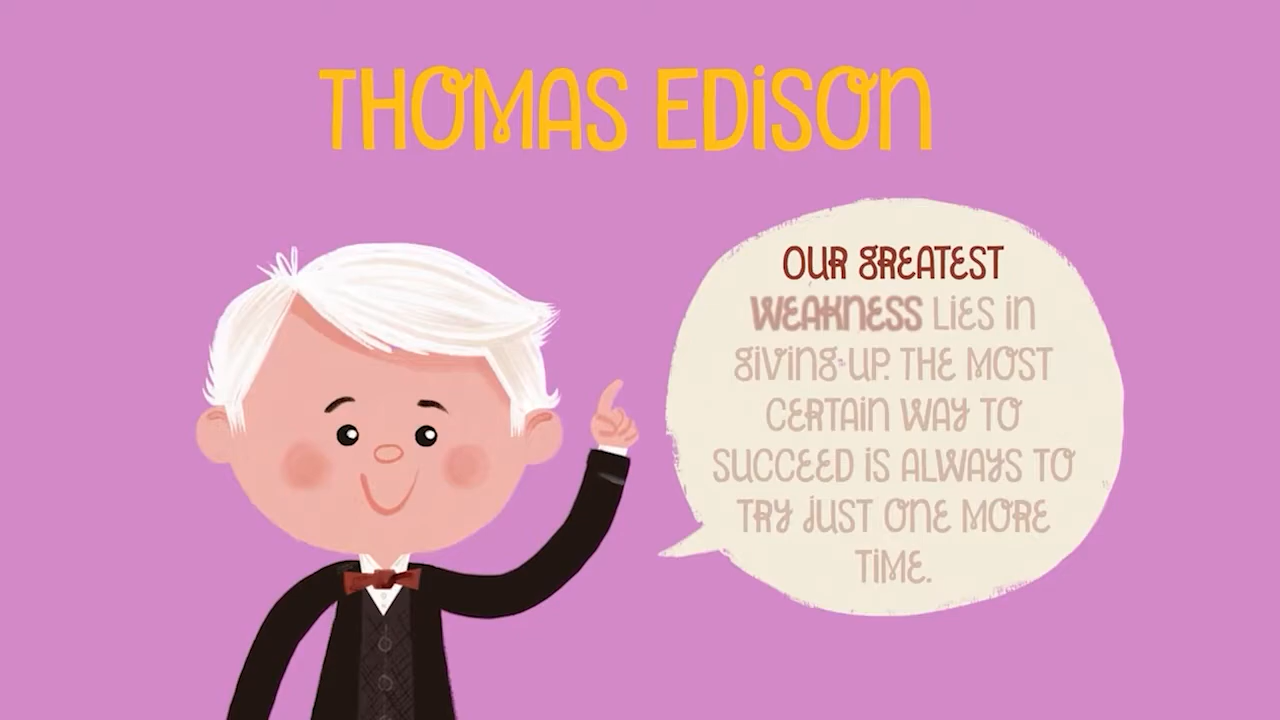 THOMAS EDiSON
OUR GREATEST
WEAKNESS LiES iN
GiViNG UP. THE MOST
CERTAiN WAY TO
SUCCEED iS ALWAYS TO
TRY JUST ONE MORE
TiME.